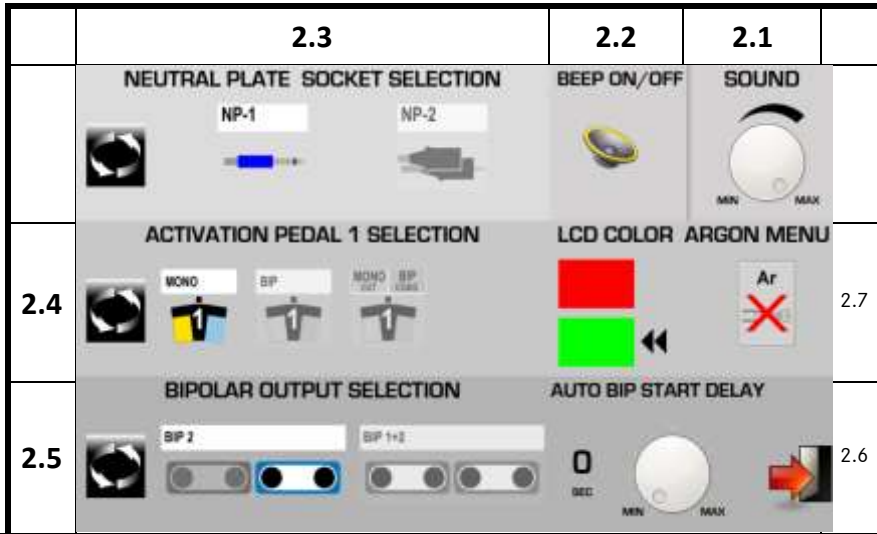 2.3 2.2 2.1
NEUTRAL PLATE SOCKET SELECTION BEEP ON/OFF SOUND
NP-1 NP-2
MIN MAX
ACTIVATION PEDAL 1 SELECTION LCD COLOR ARGON MENU
MONO BIP MONO CUT BIP COAG Ar
2.4 1 1 1 2.7
BIPOLAR OUTPUT SELECTION AUTO BIP START DELAY
BIP 2 BIP 1+2
2.5 0 2.6
SEC
MIN MAX